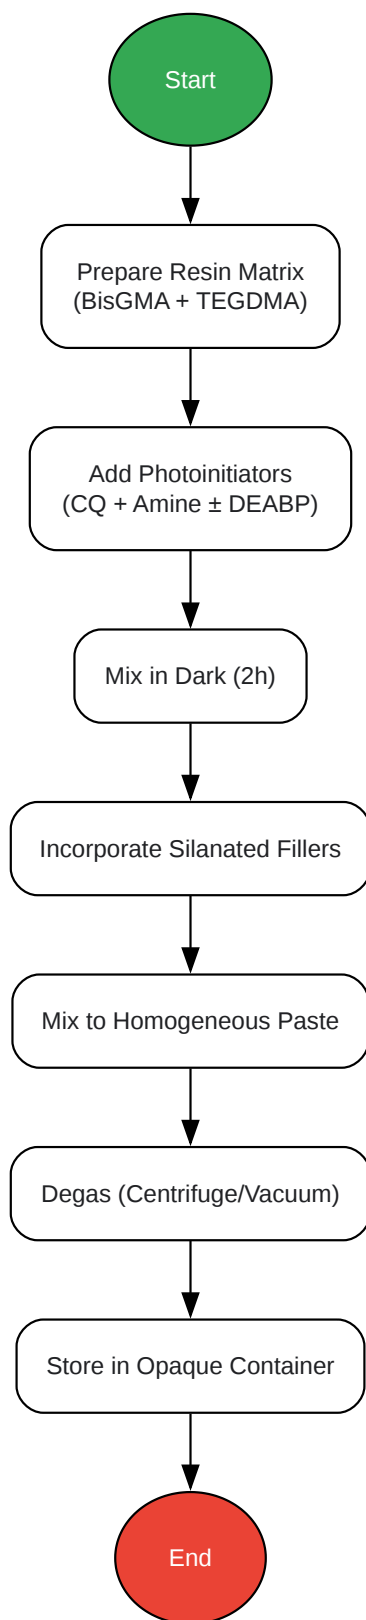 Start
Prepare Resin Matrix
(BisGMA + TEGDMA)
Add Photoinitiators
(CQ + Amine ± DEABP)
Mix in Dark (2h)
Incorporate Silanated Fillers
Mix to Homogeneous Paste
Degas (Centrifuge/Vacuum)
Store in Opaque Container
End